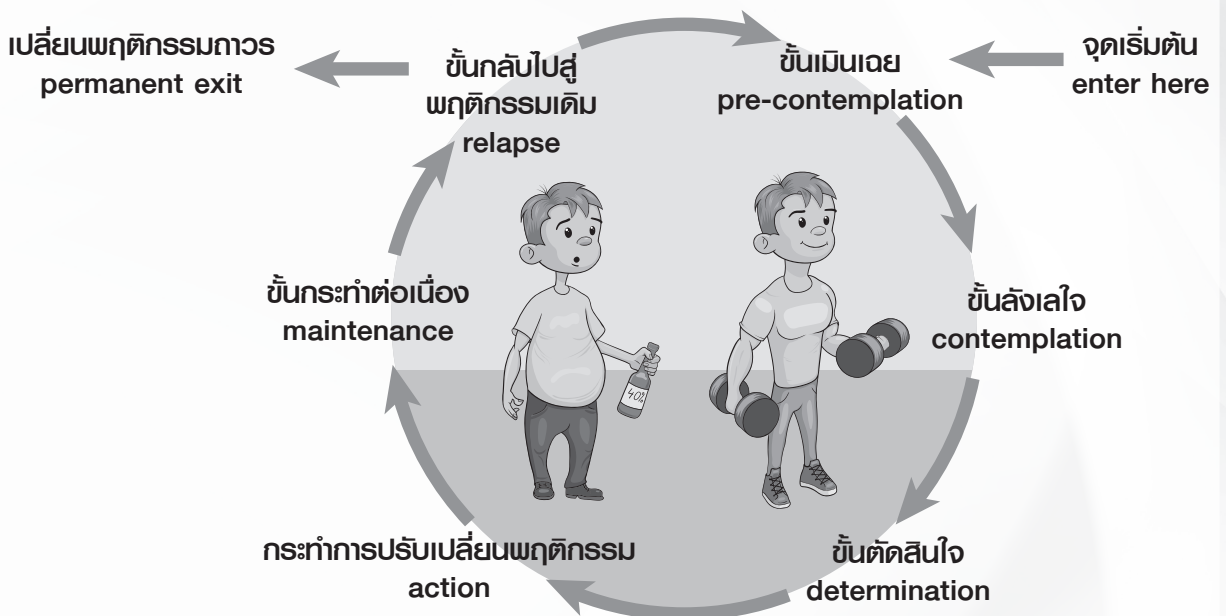 จุดเริ่มต้น
enter here
ขั้นเมินเฉย
pre-contemplation
ขั้นลังเลใจ
contemplation
ขั้นตัดสินใจ
determination
กระทำการปรับเปลี่ยนพฤติกรรม
action
ขั้นกระทำต่อเนื่อง
maintenance
ขั้นกลับไปสู่
พฤติกรรมเดิม
relapse
เปลี่ยนพฤติกรรมถาวร
permanent exit
40%